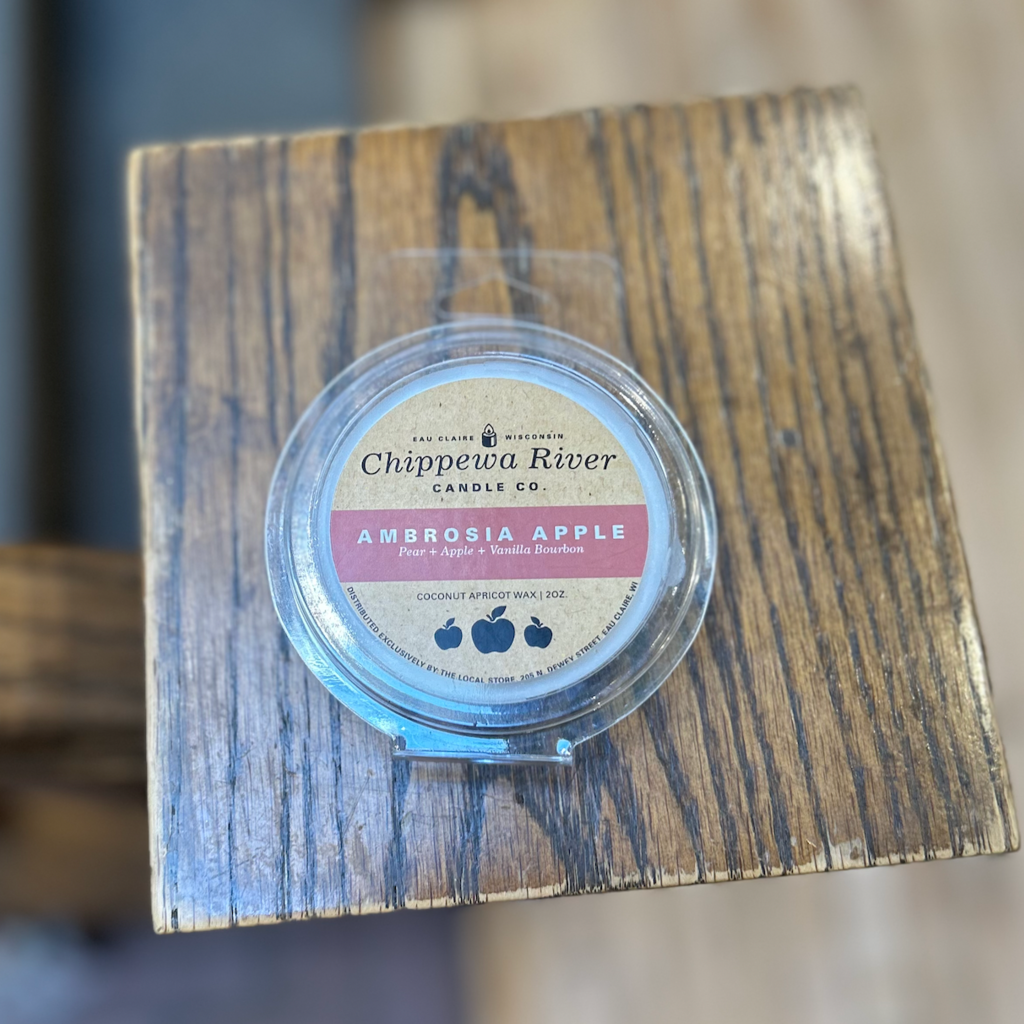 EAU CLAIRE WISCONSIN
Chippewa River
CANDLE CO.
AMBROSIA APPLE
Pear + Apple + Vanilla Bourbon
COCONUT APRICOT WAX | 2OZ.
DISTRIBUTED EXCLUSIVELY BY: THE LOCAL STORE 205 N. DEWEY STREET, EAU CLAIRE, WI